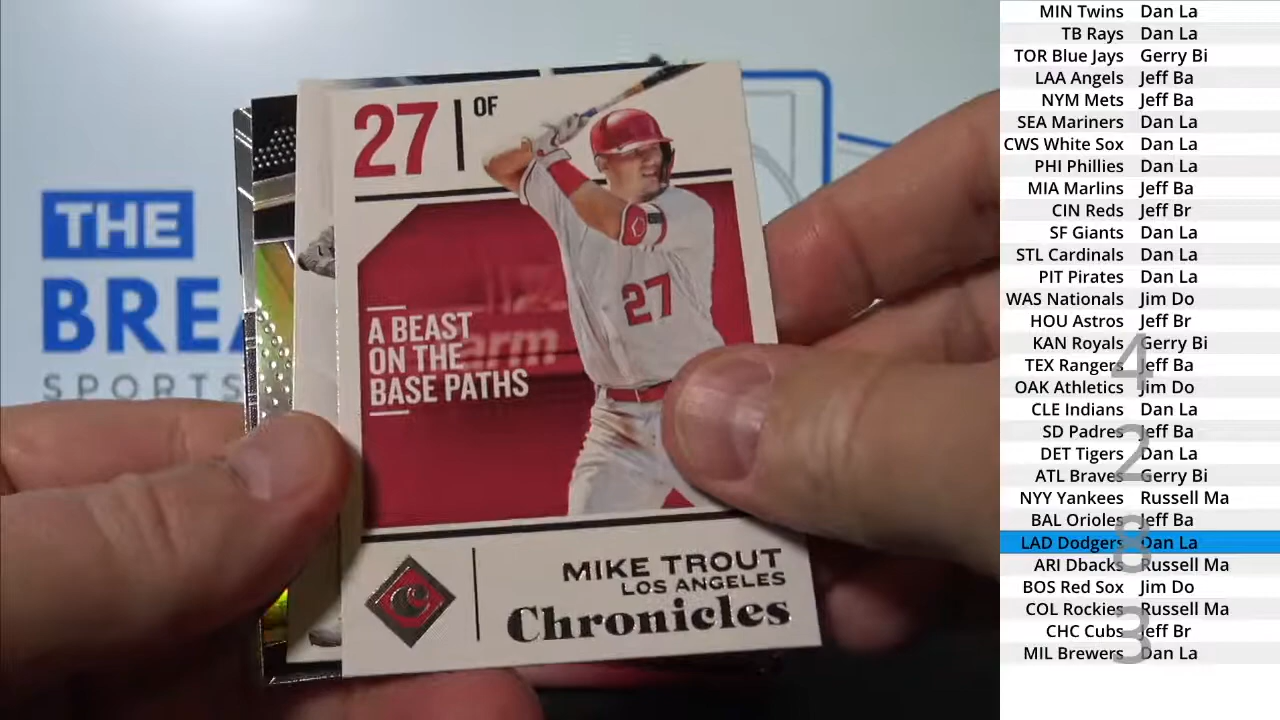 27 OF
A BEAST
ON THE
BASE PATHS
27
MIKE TROUT
LOS ANGELES
Chronicles
C
THE
BREA
SPORTS
MIN Twins Dan La
TB Rays Dan La
TOR Blue Jays Gerry Bi
LAA Angels Jeff Ba
NYM Mets Jeff Ba
SEA Mariners Dan La
CWS White Sox Dan La
PHI Phillies Dan La
MIA Marlins Jeff Ba
CIN Reds Jeff Br
SF Giants Dan La
STL Cardinals Dan La
PIT Pirates Dan La
WAS Nationals Jim Do
HOU Astros Jeff Br
KAN Royals Gerry Bi
TEX Rangers Jeff Ba
OAK Athletics Jim Do
CLE Indians Dan La
SD Padres Jeff Ba
DET Tigers Dan La
ATL Braves Gerry Bi
NYY Yankees Russell Ma
BAL Orioles Jeff Ba
LAD Dodgers Dan La
ARI Dbacks Russell Ma
BOS Red Sox Jim Do
COL Rockies Russell Ma
CHC Cubs Jeff Br
MIL Brewers Dan La
4
2
8
3